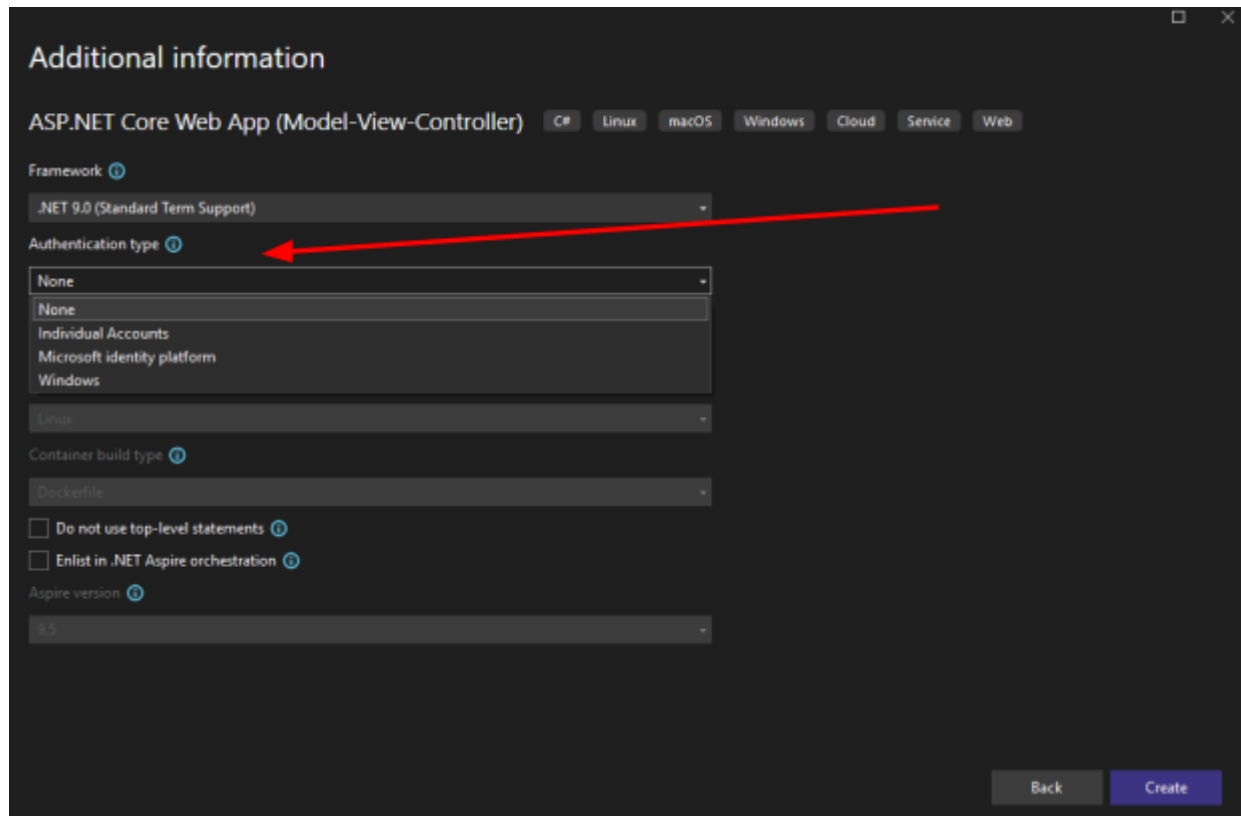 Additional information
ASP.NET Core Web App (Model-View-Controller) C# Linux macOS Windows Cloud Service Web
Framework
.NET 9.0 (Standard Term Support)
Authentication type
None
None
Individual Accounts
Microsoft identity platform
Windows
Linux
Container build type
Dockerfile
Do not use top-level statements
Enlist in .NET Aspire orchestration
Aspire version
9.5
Back Create